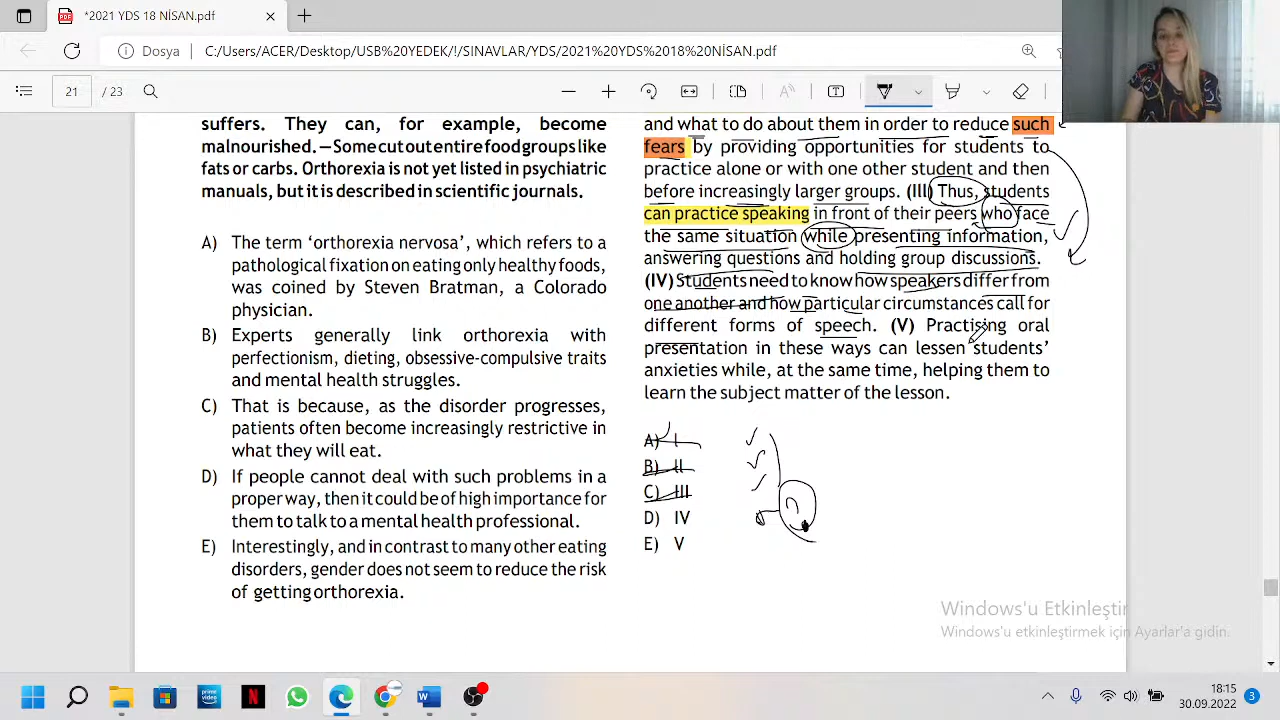 *2021 YDS 18 NİSAN.pdf
Dosya
C:/Users/ACER/Desktop/USB%20YEDEK/!/SINAVLAR/YDS/2021%20YDS%2018%20NİSAN.pdf
21 / 23
suffers. They can, for example, become
malnourished. — Some cut out entire food groups like
fats or carbs. Orthorexia is not yet listed in psychiatric
manuals, but it is described in scientific journals.
A) The term ‘orthorexia nervosa’, which refers to a
pathological fixation on eating only healthy foods,
was coined by Steven Bratman, a Colorado
physician.
B) Experts generally link orthorexia with
perfectionism, dieting, obsessive-compulsive traits
and mental health struggles.
C) That is because, as the disorder progresses,
patients often become increasingly restrictive in
what they will eat.
D) If people cannot deal with such problems in a
proper way, then it could be of high importance for
them to talk to a mental health professional.
E) Interestingly, and in contrast to many other eating
disorders, gender does not seem to reduce the risk
of getting orthorexia.
and what to do about them in order to reduce such
fears by providing opportunities for students to
practice alone or with one other student and then
before increasingly larger groups. (III) Thus, students
can practice speaking in front of their peers who face
the same situation while presenting information,
answering questions and holding group discussions.
(IV) Students need to know how speakers differ from
one another and how particular circumstances call for
different forms of speech. (V) Practising oral
presentation in these ways can lessen students’
anxieties while, at the same time, helping them to
learn the subject matter of the lesson.
A) I
B) II
C) III
D) IV
E) V
Windows'u Etkinleştir
Windows'u etkinleştirmek için Ayarlar'a gidin.
prime video
N
W
18:15
30.09.2022
3